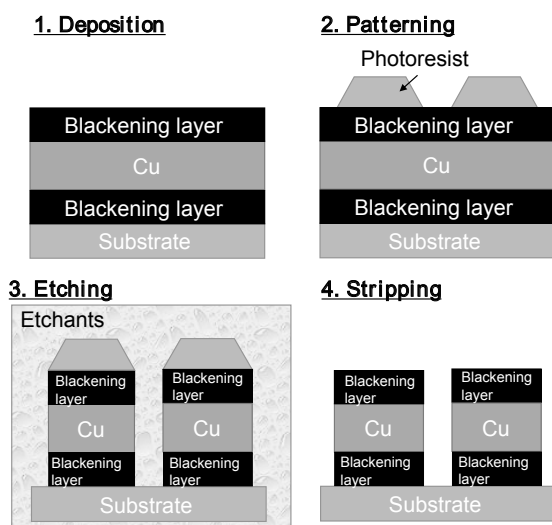 1. Deposition
Blackening layer
Cu
Blackening layer
Substrate
2. Patterning
Photoresist
Blackening layer
Cu
Blackening layer
Substrate
3. Etching
Etchants
Blackening
layer
Cu
Blackening
layer
Blackening
layer
Cu
Blackening
layer
Substrate
4. Stripping
Blackening
layer
Cu
Blackening
layer
Blackening
layer
Cu
Blackening
layer
Substrate